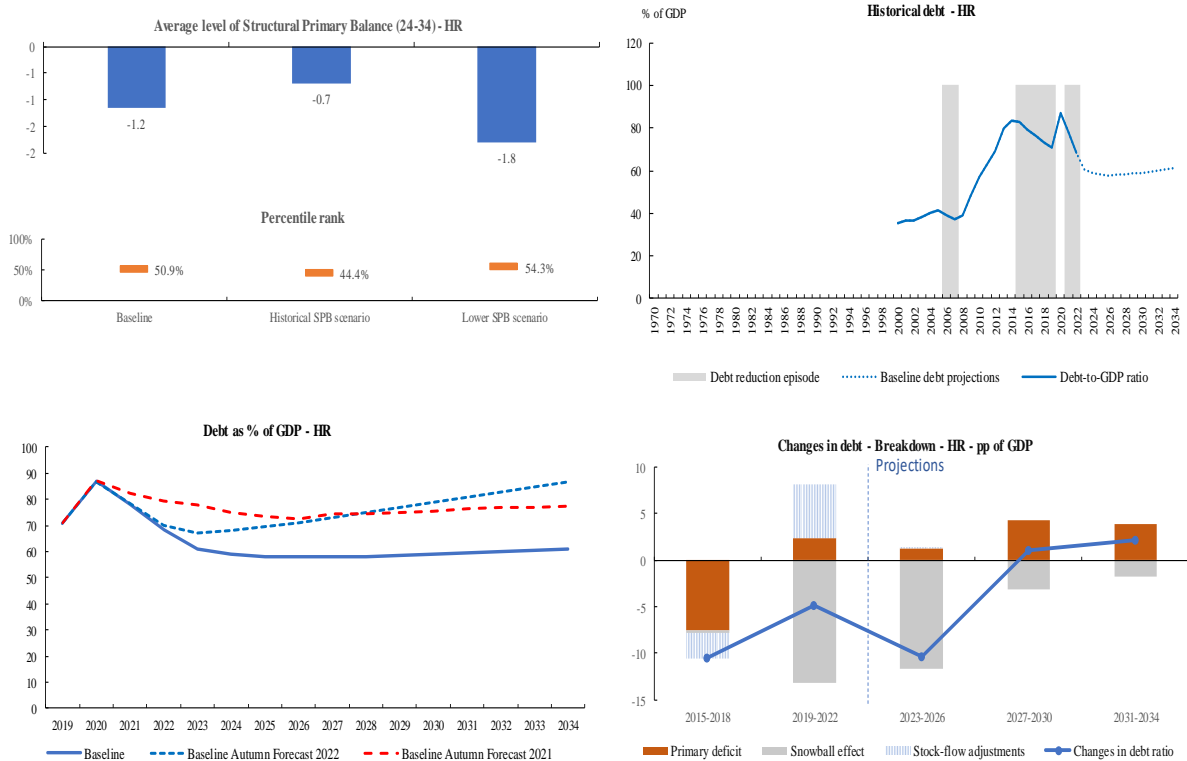 Average level of Structural Primary Balance (24-34) - HR
0
-1
-1
-2
-2
-1.2
-0.7
-1.8
Percentile rank
100%
50%
0%
50.9%
44.4%
54.3%
Baseline
Historical SPB scenario
Lower SPB scenario
% of GDP
Historical debt - HR
120
100
80
60
40
20
0
1970 1972 1974 1976 1978 1980 1982 1984 1986 1988 1990 1992 1994 1996 1998 2000 2002 2004 2006 2008 2010 2012 2014 2016 2018 2020 2022 2024 2026 2028 2030 2032 2034
Debt reduction episode
Baseline debt projections
Debt-to-GDP ratio
Debt as % of GDP - HR
100
90
80
70
60
50
40
30
20
10
0
2019 2020 2021 2022 2023 2024 2025 2026 2027 2028 2029 2030 2031 2032 2033 2034
Baseline
Baseline Autumn Forecast 2022
Baseline Autumn Forecast 2021
Changes in debt - Breakdown - HR - pp of GDP
Projections
10
5
0
-5
-10
-15
2015-2018
2019-2022
2023-2026
2027-2030
2031-2034
Primary deficit
Snowball effect
Stock-flow adjustments
Changes in debt ratio